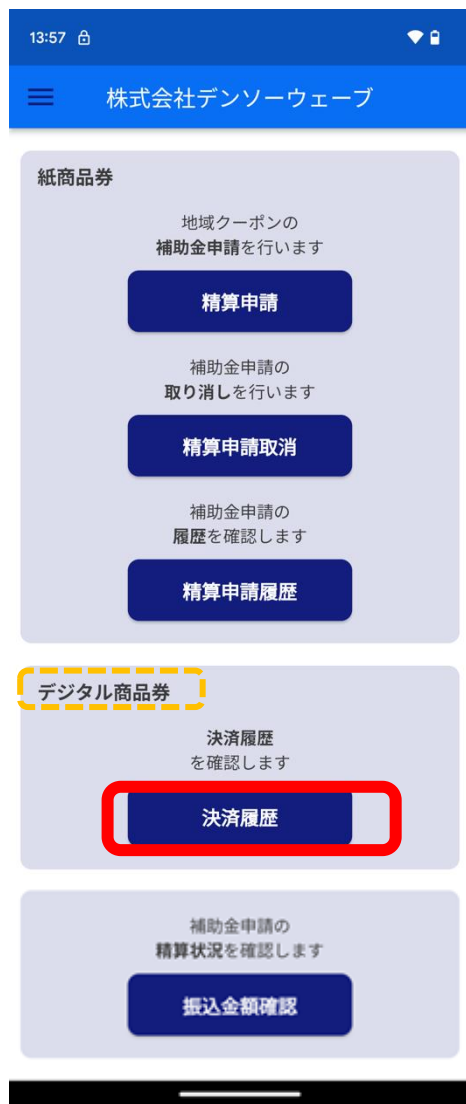 13:57
株式会社デンソーウェーブ
紙商品券
地域クーポンの
補助金申請を行います
精算申請
補助金申請の
取り消しを行います
精算申請取消
補助金申請の
履歴を確認します
精算申請履歴
デジタル商品券
決済履歴
を確認します
決済履歴
補助金申請の
精算状況を確認します
振込金額確認